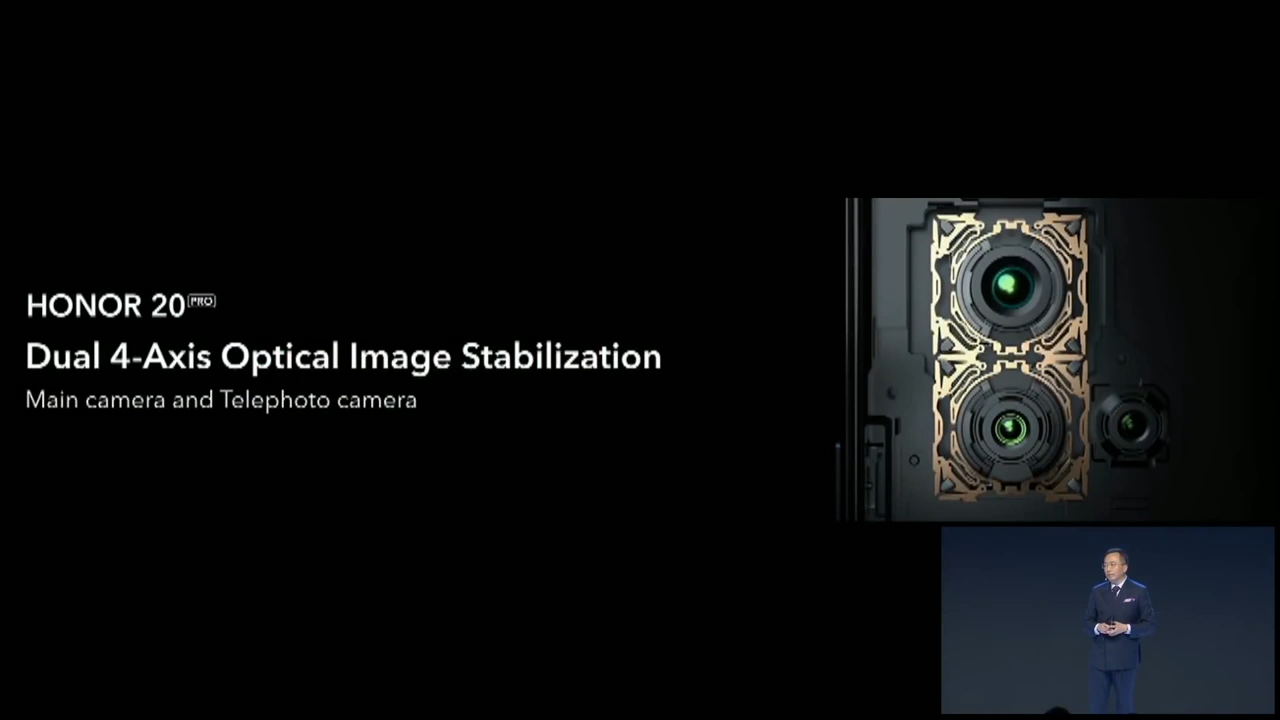 HONOR 20 PRO
Dual 4-Axis Optical Image Stabilization
Main camera and Telephoto camera